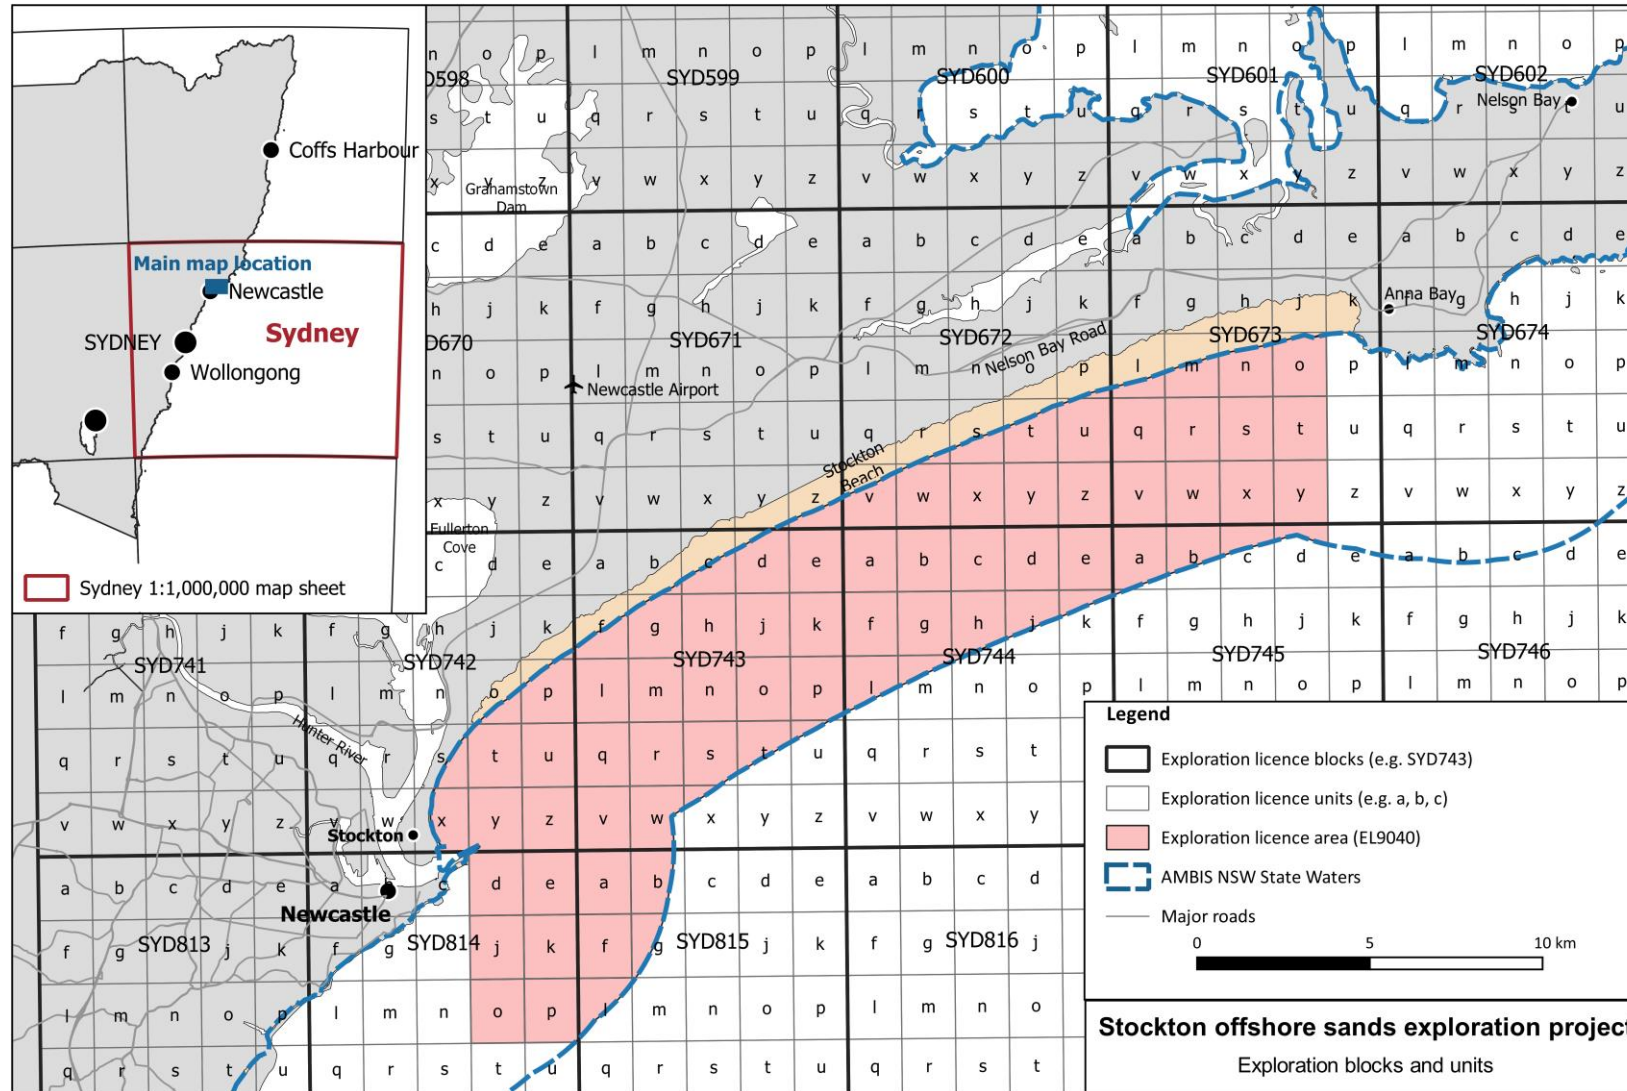 n o p l m n o p l m n o p l m n o p l m n o p
D598 SYD599 SYD600 SYD601 SYD602
Nelson Bay
s t u q r s t u q r s t u q r s t u q r s t u
x y z v w x y z v w x y z v w x y z v w x y z
Grahamstown
Dam
c d e a b c d e a b c d e a b c d e a b c d e
h j k f g h j k f g h j k f g h j k f g h j k
Anna Bay
D670 SYD671 SYD672 SYD673 SYD674
Nelson Bay Road
n o p l m n o p l m n o p l m n o p l m n o p
Newcastle Airport
s t u q r s t u q r s t u q r s t u q r s t u
Stockton
Beach
x y z v w x y z v w x y z v w x y z v w x y z
Fullerton
Cove
c d e a b c d e a b c d e a b c d e a b c d e
Coffs Harbour
Main map location
Newcastle
SYDNEY
Sydney
Wollongong
Sydney 1:1,000,000 map sheet
f g h j k f g h j k f g h j k f g h j k f g h j k f g h j k
SYD741 SYD742 SYD743 SYD744 SYD745 SYD746
l m n o p l m n o p l m n o p l m n o p l m n o p l m n o p
Hunter River
q r s t u q r s t u q r s t u q r s t
v w x y z v w x y z v w x y z v w x y
Stockton
a b c d e a b c d e a b c d e a b c d
Newcastle
f g j k f g j k f g j k f g j
SYD813 SYD814 SYD815 SYD816
l m n o p l m n o p l m n o p l m n o
q r s t u q r s t u q r s t u q r s t
Legend
Exploration licence blocks (e.g. SYD743)
Exploration licence units (e.g. a, b, c)
Exploration licence area (EL9040)
AMBIS NSW State Waters
Major roads
0 5 10 km
Stockton offshore sands exploration project
Exploration blocks and units